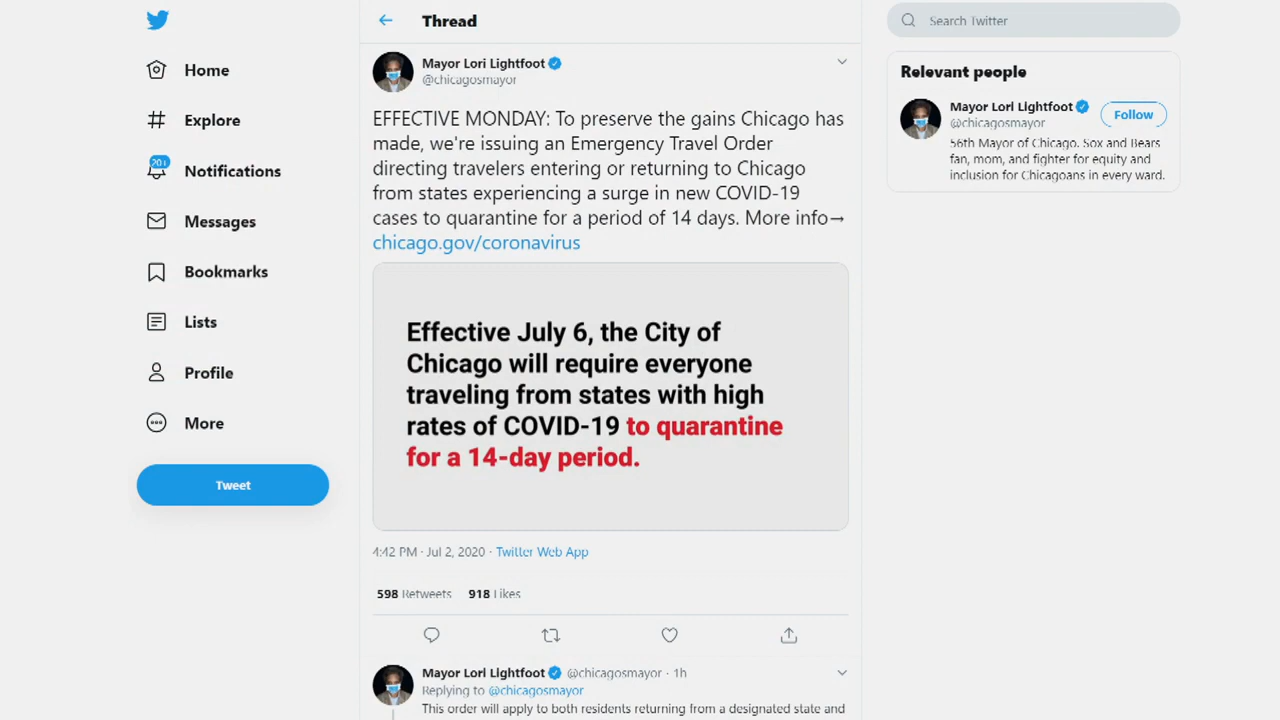 Home
Explore
20+
Notifications
Messages
Bookmarks
Lists
Profile
More
Tweet
Thread
Mayor Lori Lightfoot
@chicagosmayor
EFFECTIVE MONDAY: To preserve the gains Chicago has
made, we're issuing an Emergency Travel Order
directing travelers entering or returning to Chicago
from states experiencing a surge in new COVID-19
cases to quarantine for a period of 14 days. More info→
chicago.gov/coronavirus
Effective July 6, the City of
Chicago will require everyone
traveling from states with high
rates of COVID-19 to quarantine
for a 14-day period.
4:42 PM · Jul 2, 2020 · Twitter Web App
598 Retweets 918 Likes
Mayor Lori Lightfoot @chicagosmayor · 1h
Replying to @chicagosmayor
This order will apply to both residents returning from a designated state and
Search Twitter
Relevant people
Mayor Lori Lightfoot
@chicagosmayor
Follow
56th Mayor of Chicago. Sox and Bears
fan, mom, and fighter for equity and
inclusion for Chicagoans in every ward.